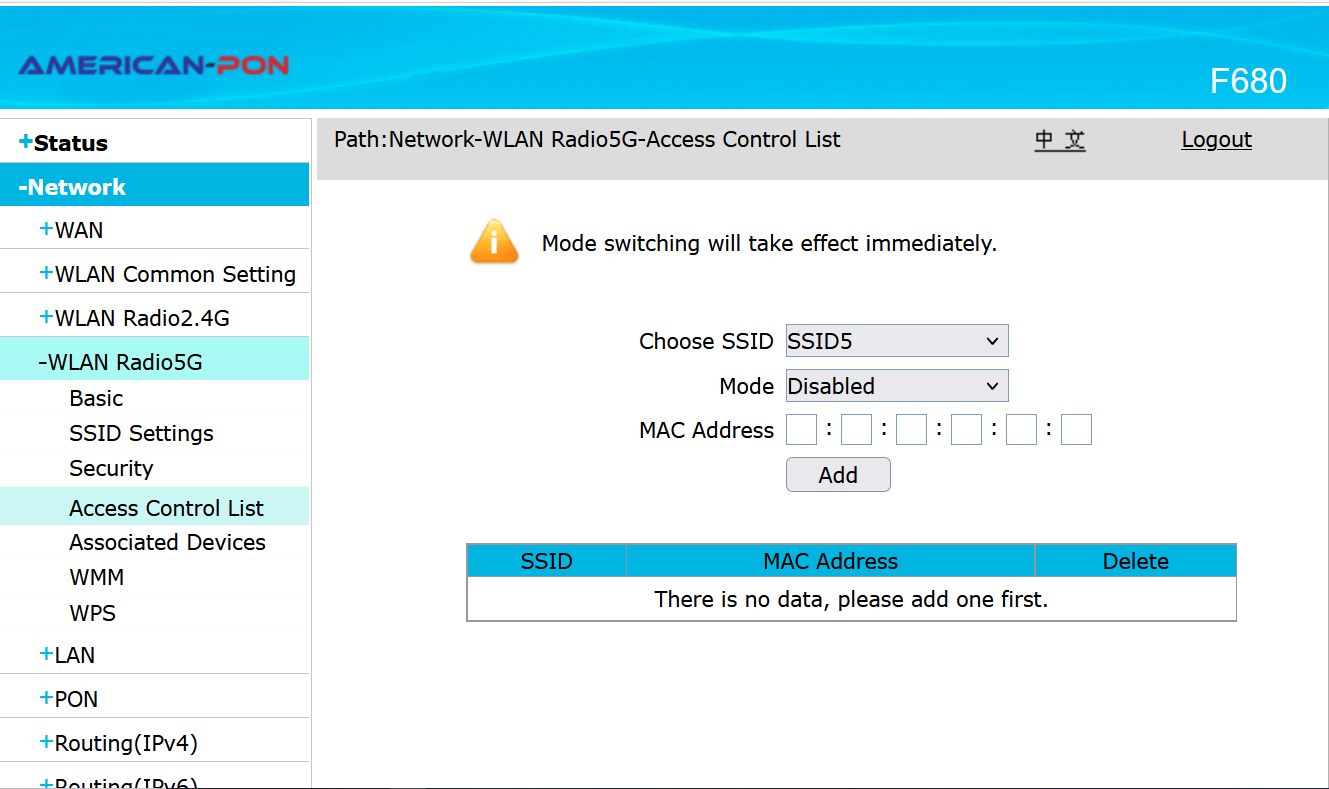 AMERICAN-PON
F680
+Status
-Network
+WAN
+WLAN Common Setting
+WLAN Radio2.4G
-WLAN Radio5G
Basic
SSID Settings
Security
Access Control List
Associated Devices
WMM
WPS
+LAN
+PON
+Routing(IPv4)
+Routing(IPv6)
Path:Network-WLAN Radio5G-Access Control List 中 文 Logout
Mode switching will take effect immediately.
Choose SSID SSID5
Mode Disabled
MAC Address : : : : :
Add
SSID MAC Address Delete
There is no data, please add one first.